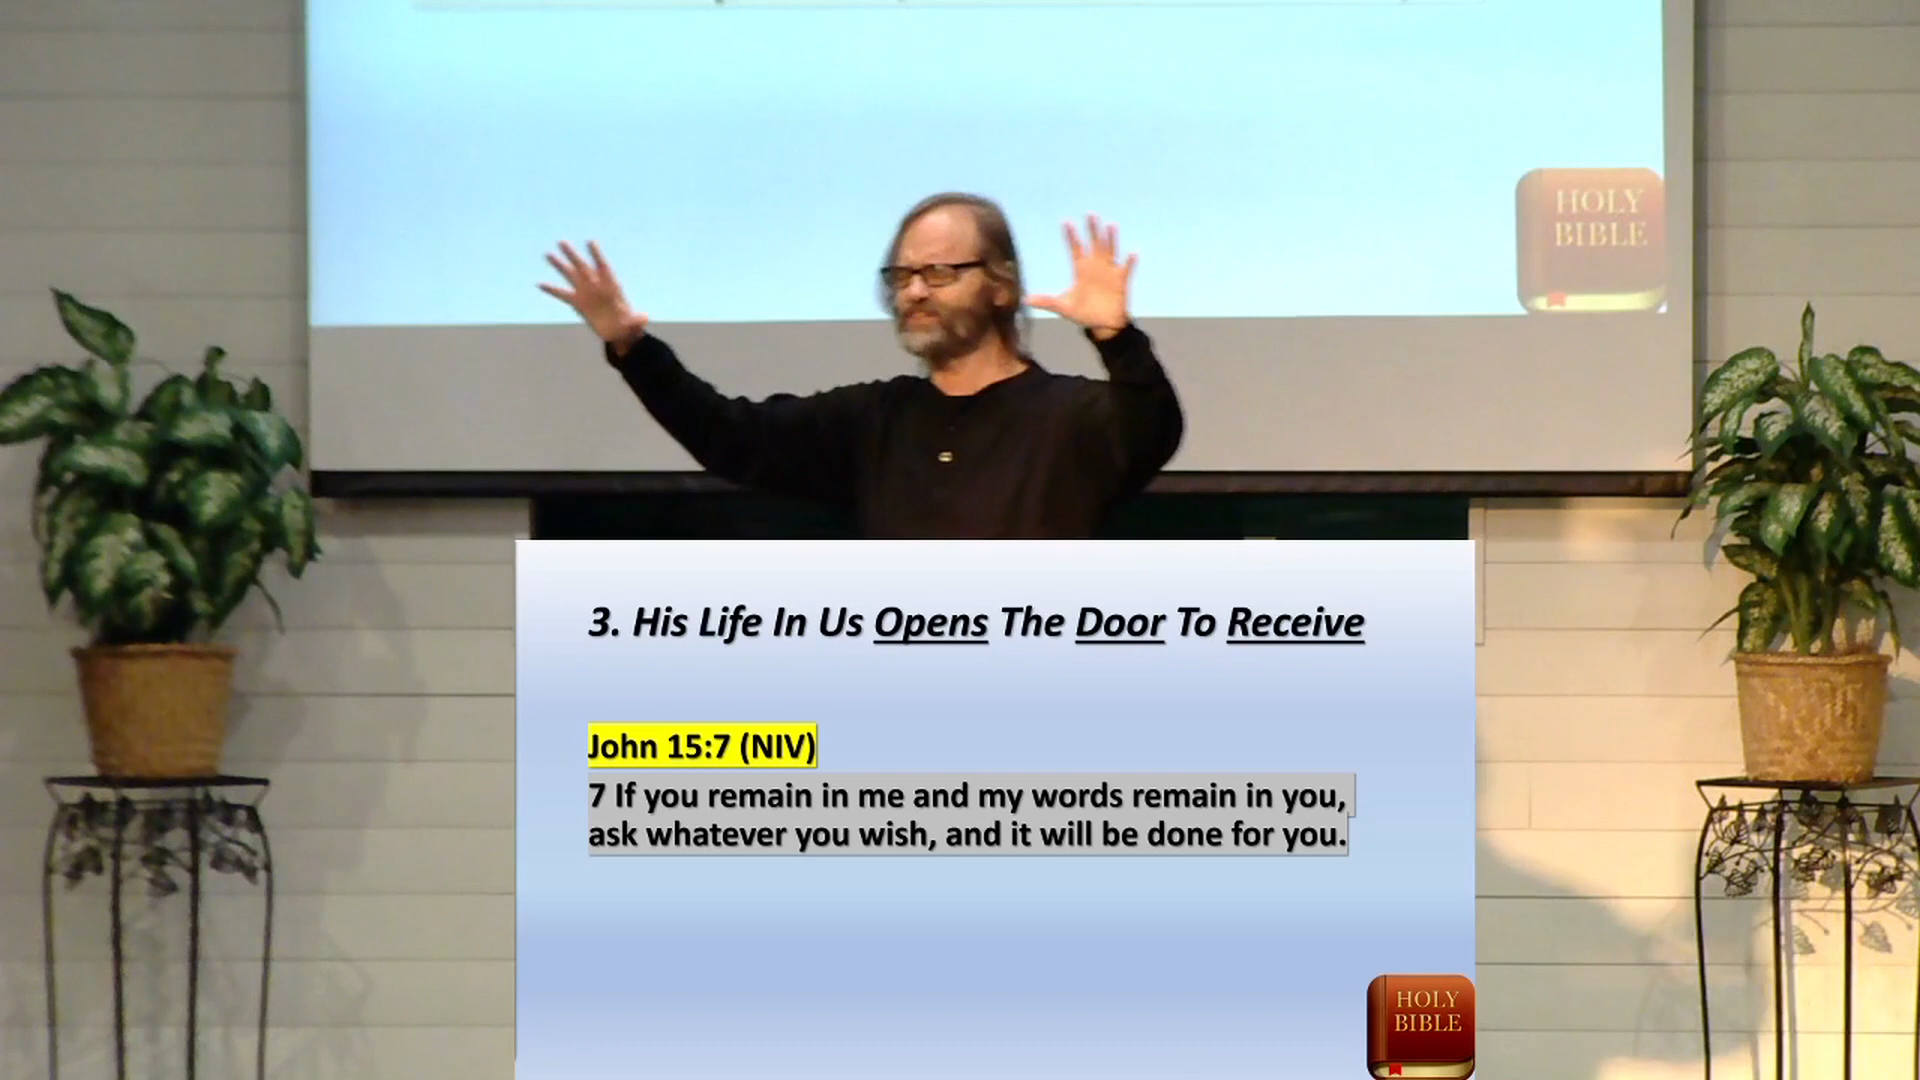 HOLY
BIBLE
3. His Life In Us Opens The Door To Receive
John 15:7 (NIV)
7 If you remain in me and my words remain in you,
ask whatever you wish, and it will be done for you.
HOLY
BIBLE